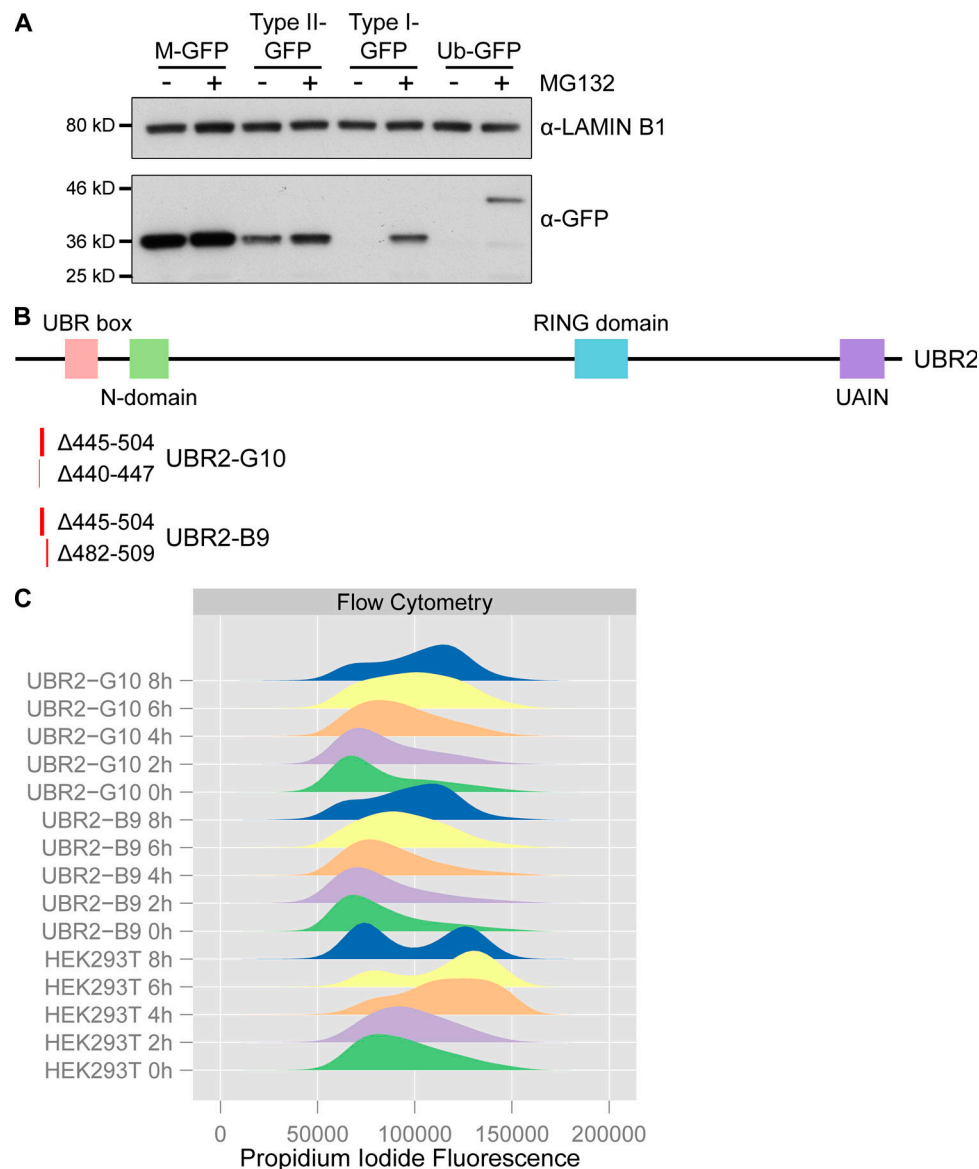 A
M-GFP
Type II-
GFP
Type I-
GFP
Ub-GFP
- + - + - + - + MG132
80 kD
α-LAMIN B1
46 kD
36 kD
25 kD
α-GFP
B
UBR box
RING domain
UBR2
N-domain
UAIN
Δ445-504
Δ440-447
UBR2-G10
Δ445-504
Δ482-509
UBR2-B9
C
Flow Cytometry
UBR2−G10 8h
UBR2−G10 6h
UBR2−G10 4h
UBR2−G10 2h
UBR2−G10 0h
UBR2−B9 8h
UBR2−B9 6h
UBR2−B9 4h
UBR2−B9 2h
UBR2−B9 0h
HEK293T 8h
HEK293T 6h
HEK293T 4h
HEK293T 2h
HEK293T 0h
0 50000 100000 150000 200000
Propidium Iodide Fluorescence